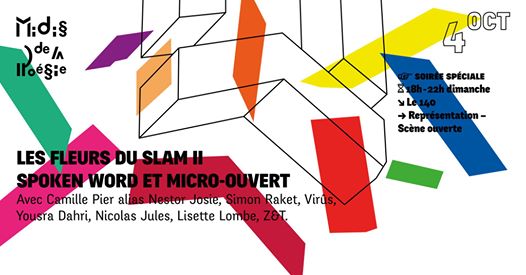 Midis
de la
Poésie
4 OCT
☞ SOIRÉE SPÉCIALE
⧖ 18h-22h dimanche
↘ Le 140
→ Représentation –
Scène ouverte
LES FLEURS DU SLAM II
SPOKEN WORD ET MICRO-OUVERT
Avec Camille Pier alias Nestor Josie, Simon Raket, Virûs,
Yousra Dahri, Nicolas Jules, Lisette Lombe, Z&T.